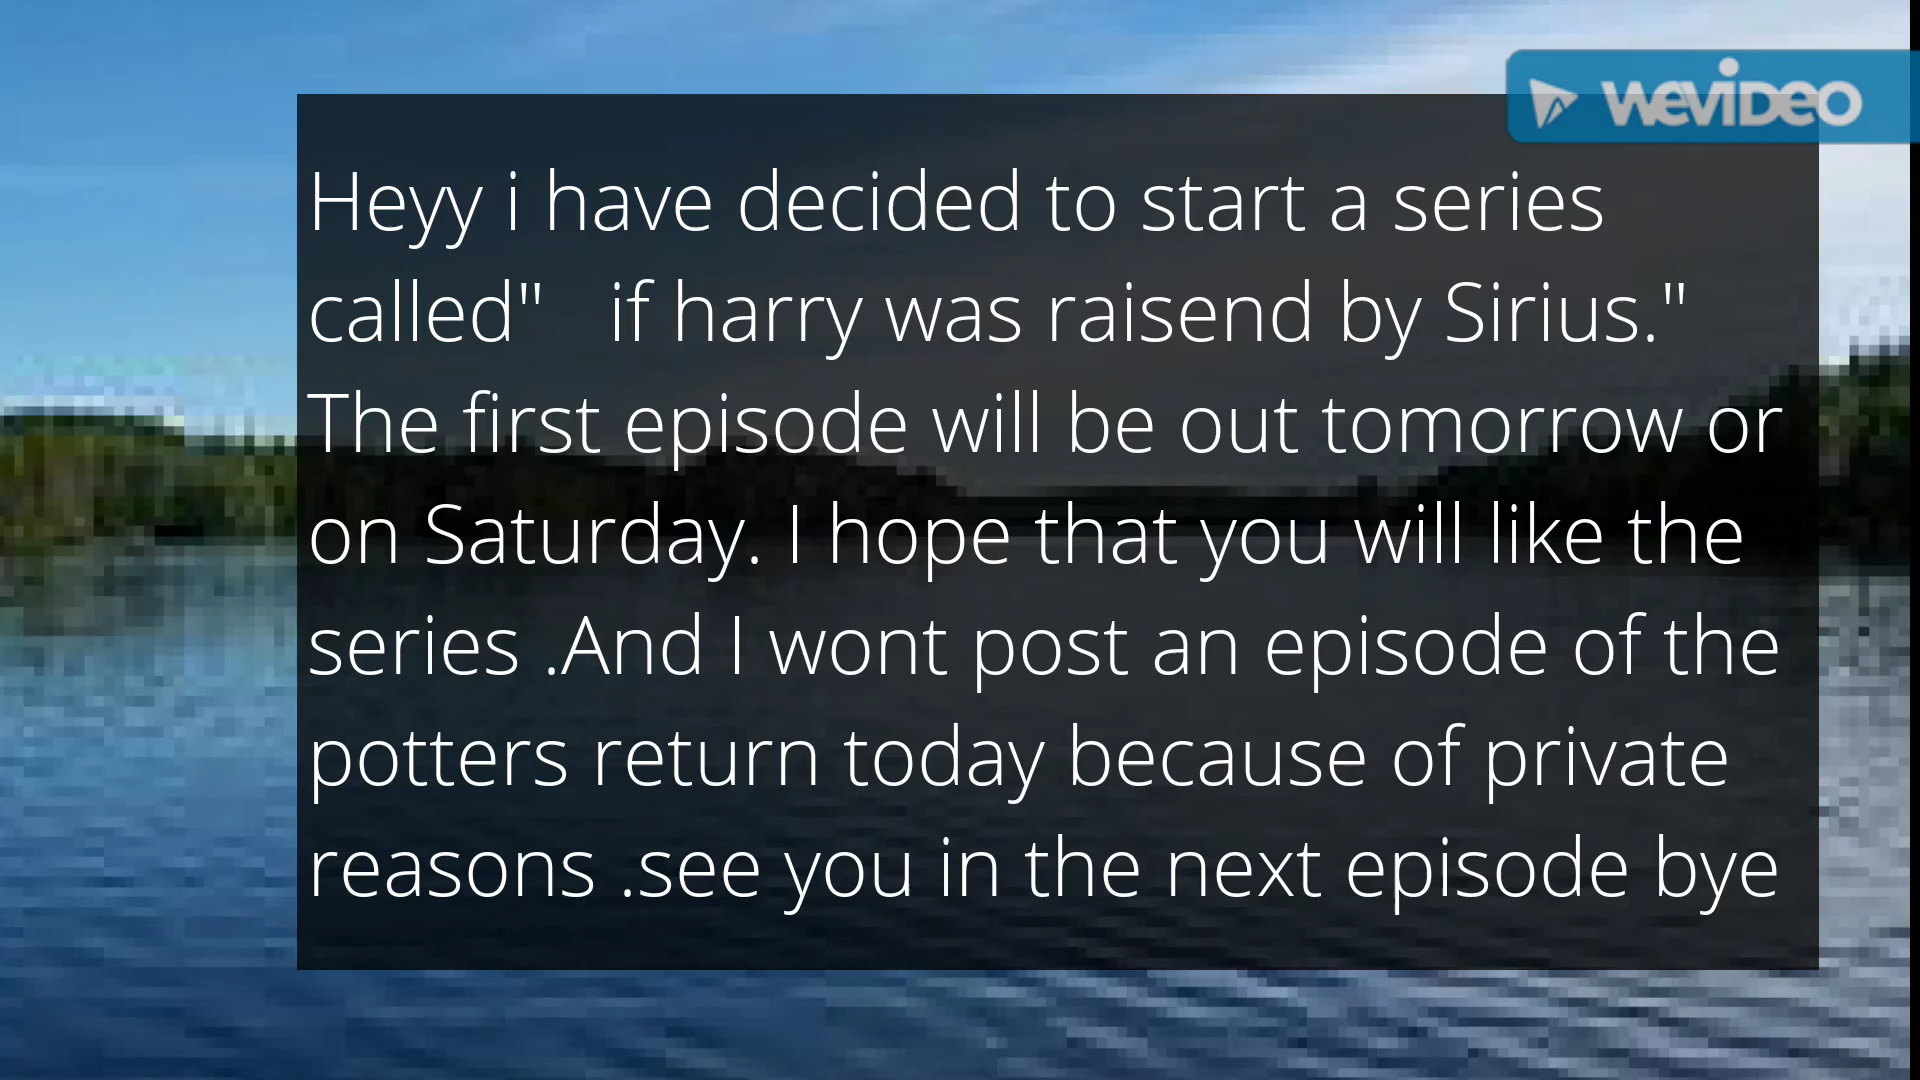 WEVIDEO
Heyy i have decided to start a series
called"   if harry was raisend by Sirius."
The first episode will be out tomorrow or
on Saturday. I hope that you will like the
series .And I wont post an episode of the
potters return today because of private
reasons .see you in the next episode bye